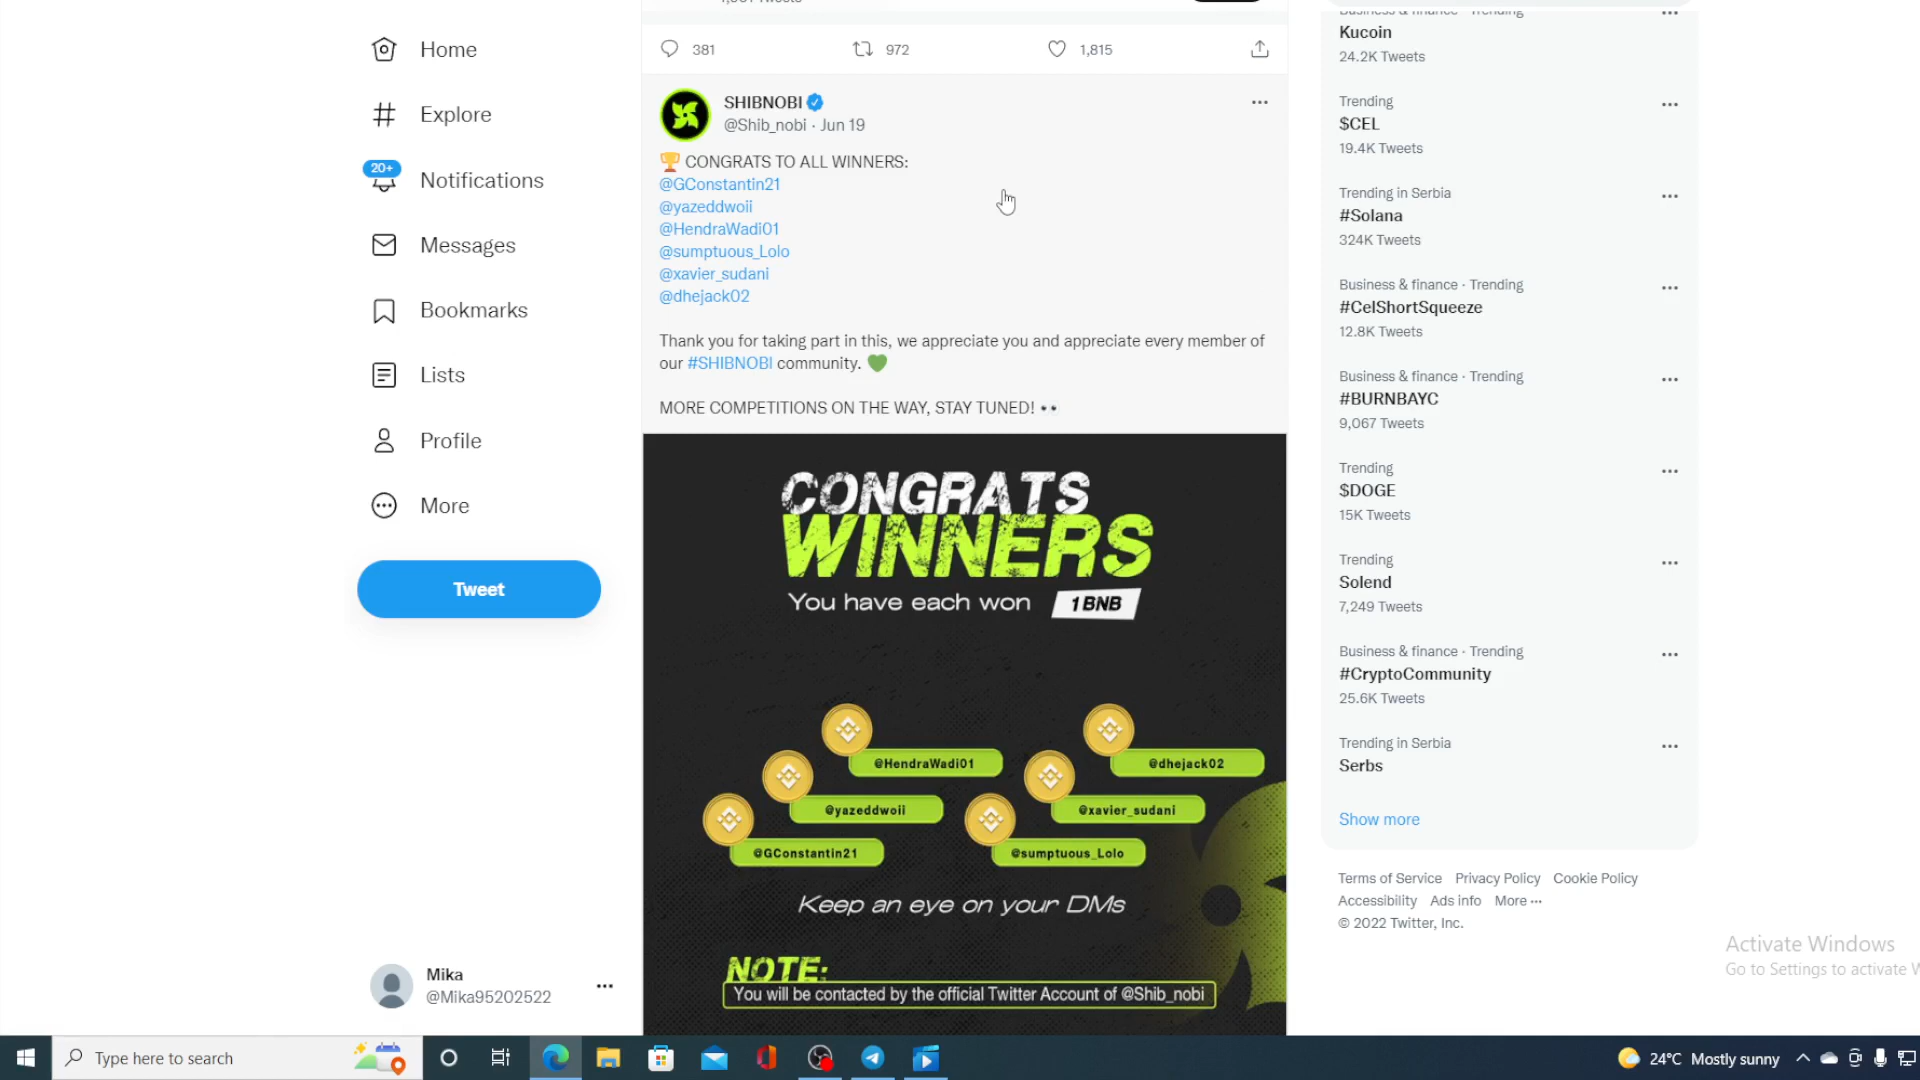 Home
Explore
20+
Notifications
Messages
Bookmarks
Lists
Profile
More
Tweet
Mika
@Mika95202522
381
972
1,815
SHIBNOBI
@Shib_nobi · Jun 19
🏆 CONGRATS TO ALL WINNERS:
@GConstantin21
@yazeddwoii
@HendraWadi01
@sumptuous_Lolo
@xavier_sudani
@dhejack02
Thank you for taking part in this, we appreciate you and appreciate every member of
our #SHIBNOBI community. 💚
MORE COMPETITIONS ON THE WAY, STAY TUNED! 👀
CONGRATS
WINNERS
You have each won 1 BNB
@HendraWadi01
@dhejack02
@yazeddwoii
@xavier_sudani
@GConstantin21
@sumptuous_Lolo
Keep an eye on your DMs
NOTE:
You will be contacted by the official Twitter Account of @Shib_nobi
Business & finance · Trending
Kucoin
24.2K Tweets
Trending
$CEL
19.4K Tweets
Trending in Serbia
#Solana
324K Tweets
Business & finance · Trending
#CelShortSqueeze
12.8K Tweets
Business & finance · Trending
#BURNBAYC
9,067 Tweets
Trending
$DOGE
15K Tweets
Trending
Solend
7,249 Tweets
Business & finance · Trending
#CryptoCommunity
25.6K Tweets
Trending in Serbia
Serbs
Show more
Terms of Service Privacy Policy Cookie Policy
Accessibility Ads info More ···
© 2022 Twitter, Inc.
Activate Windows
Go to Settings to activate W
Type here to search
24°C Mostly sunny